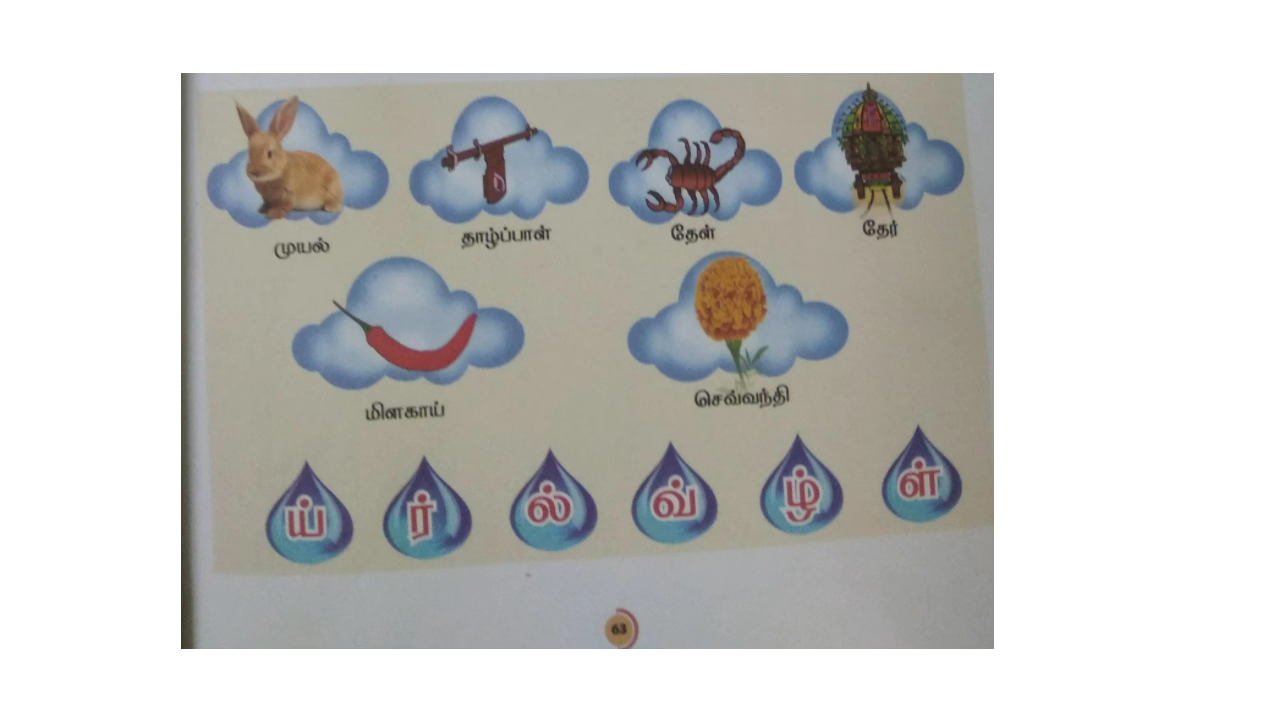 முயல் தாழ்ப்பாள் தேள் தேர்
மிளகாய் செவ்வந்தி
ய் ர் ல் வ் ழ் ள்
63